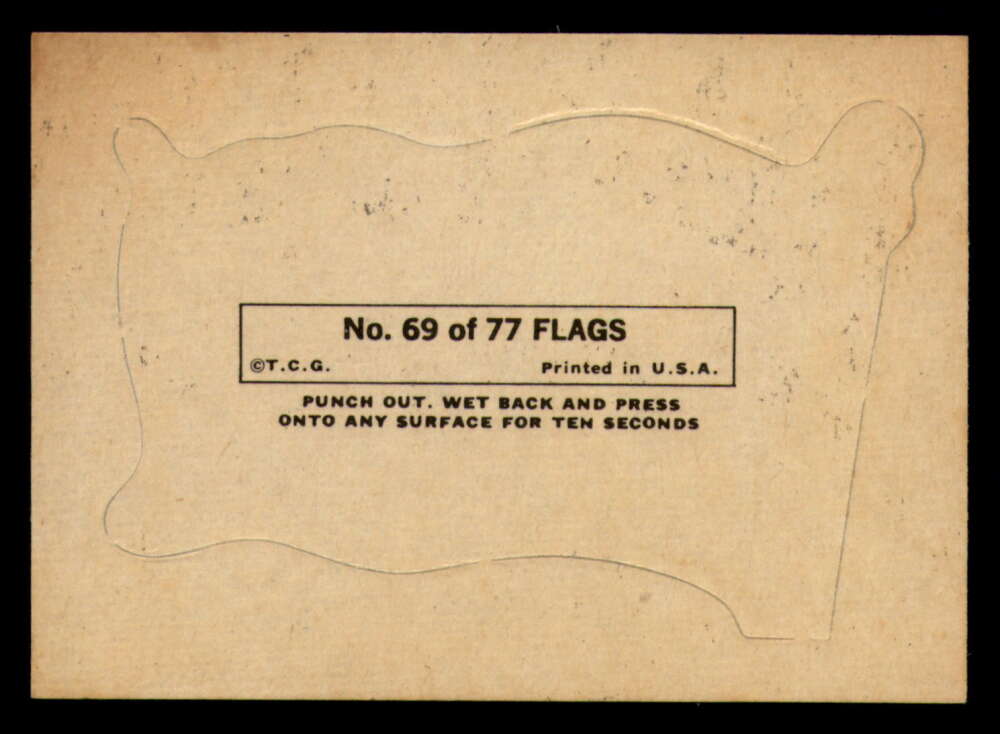 No. 69 of 77 FLAGS
©T.C.G. Printed in U.S.A.
PUNCH OUT. WET BACK AND PRESS
ONTO ANY SURFACE FOR TEN SECONDS